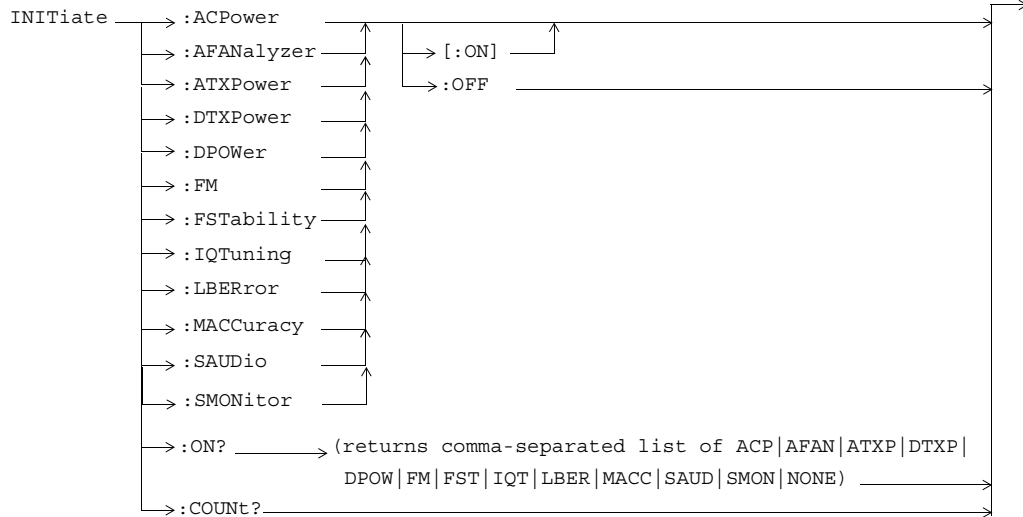 INITiate :ACPower
:AFANalyzer [:ON]
:ATXPower :OFF
:DTXPower
:DPOWer
:FM
:FSTability
:IQTuning
:LBERror
:MACCuracy
:SAUDio
:SMONitor
:ON? (returns comma-separated list of ACP|AFAN|ATXP|DTXP|
DPOW|FM|FST|IQT|LBER|MACC|SAUD|SMON|NONE)
:COUNt?